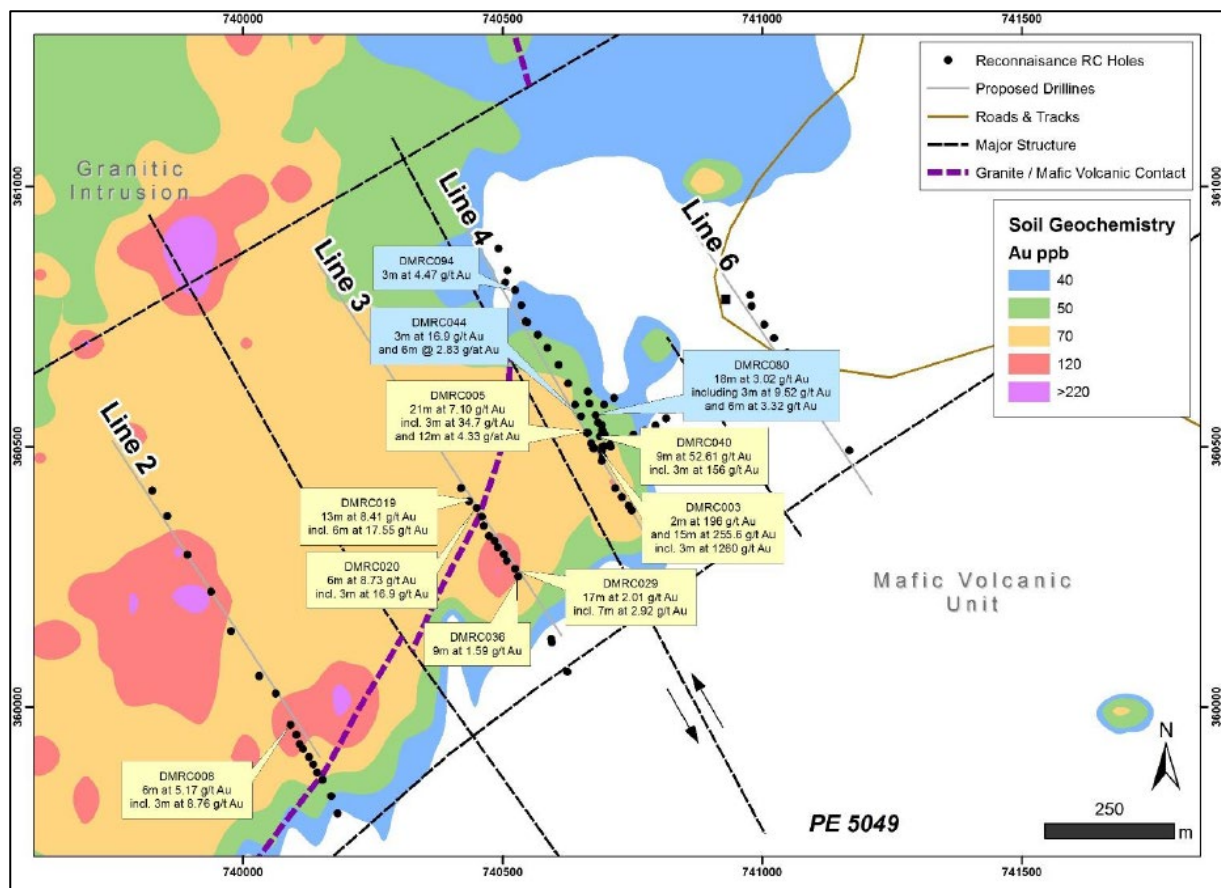 740000
740500
741000
741500
361000
360500
360000
361000
360500
360000
740000
740500
741000
741500
Reconnaisance RC Holes
Proposed Drillines
Roads & Tracks
Major Structure
Granite / Mafic Volcanic Contact
Soil Geochemistry
Au ppb
40
50
70
120
>220
Granitic
Intrusion
Line 4
Line 6
Line 3
Line 2
DMRC094
3m at 4.47 g/t Au
DMRC044
3m at 16.9 g/t Au
and 6m @ 2.83 g/at Au
DMRC080
18m at 3.02 g/t Au
including 3m at 9.52 g/t Au
and 6m at 3.32 g/t Au
DMRC005
21m at 7.10 g/t Au
incl. 3m at 34.7 g/t Au
and 12m at 4.33 g/at Au
DMRC040
9m at 52.61 g/t Au
incl. 3m at 156 g/t Au
DMRC019
13m at 8.41 g/t Au
incl. 6m at 17.55 g/t Au
DMRC003
2m at 196 g/t Au
and 15m at 255.6 g/t Au
incl. 3m at 1260 g/t Au
DMRC020
6m at 8.73 g/t Au
incl. 3m at 16.9 g/t Au
DMRC029
17m at 2.01 g/t Au
incl. 7m at 2.92 g/t Au
DMRC036
9m at 1.59 g/t Au
DMRC008
6m at 5.17 g/t Au
incl. 3m at 8.76 g/t Au
Mafic Volcanic
Unit
N
PE 5049
250
m